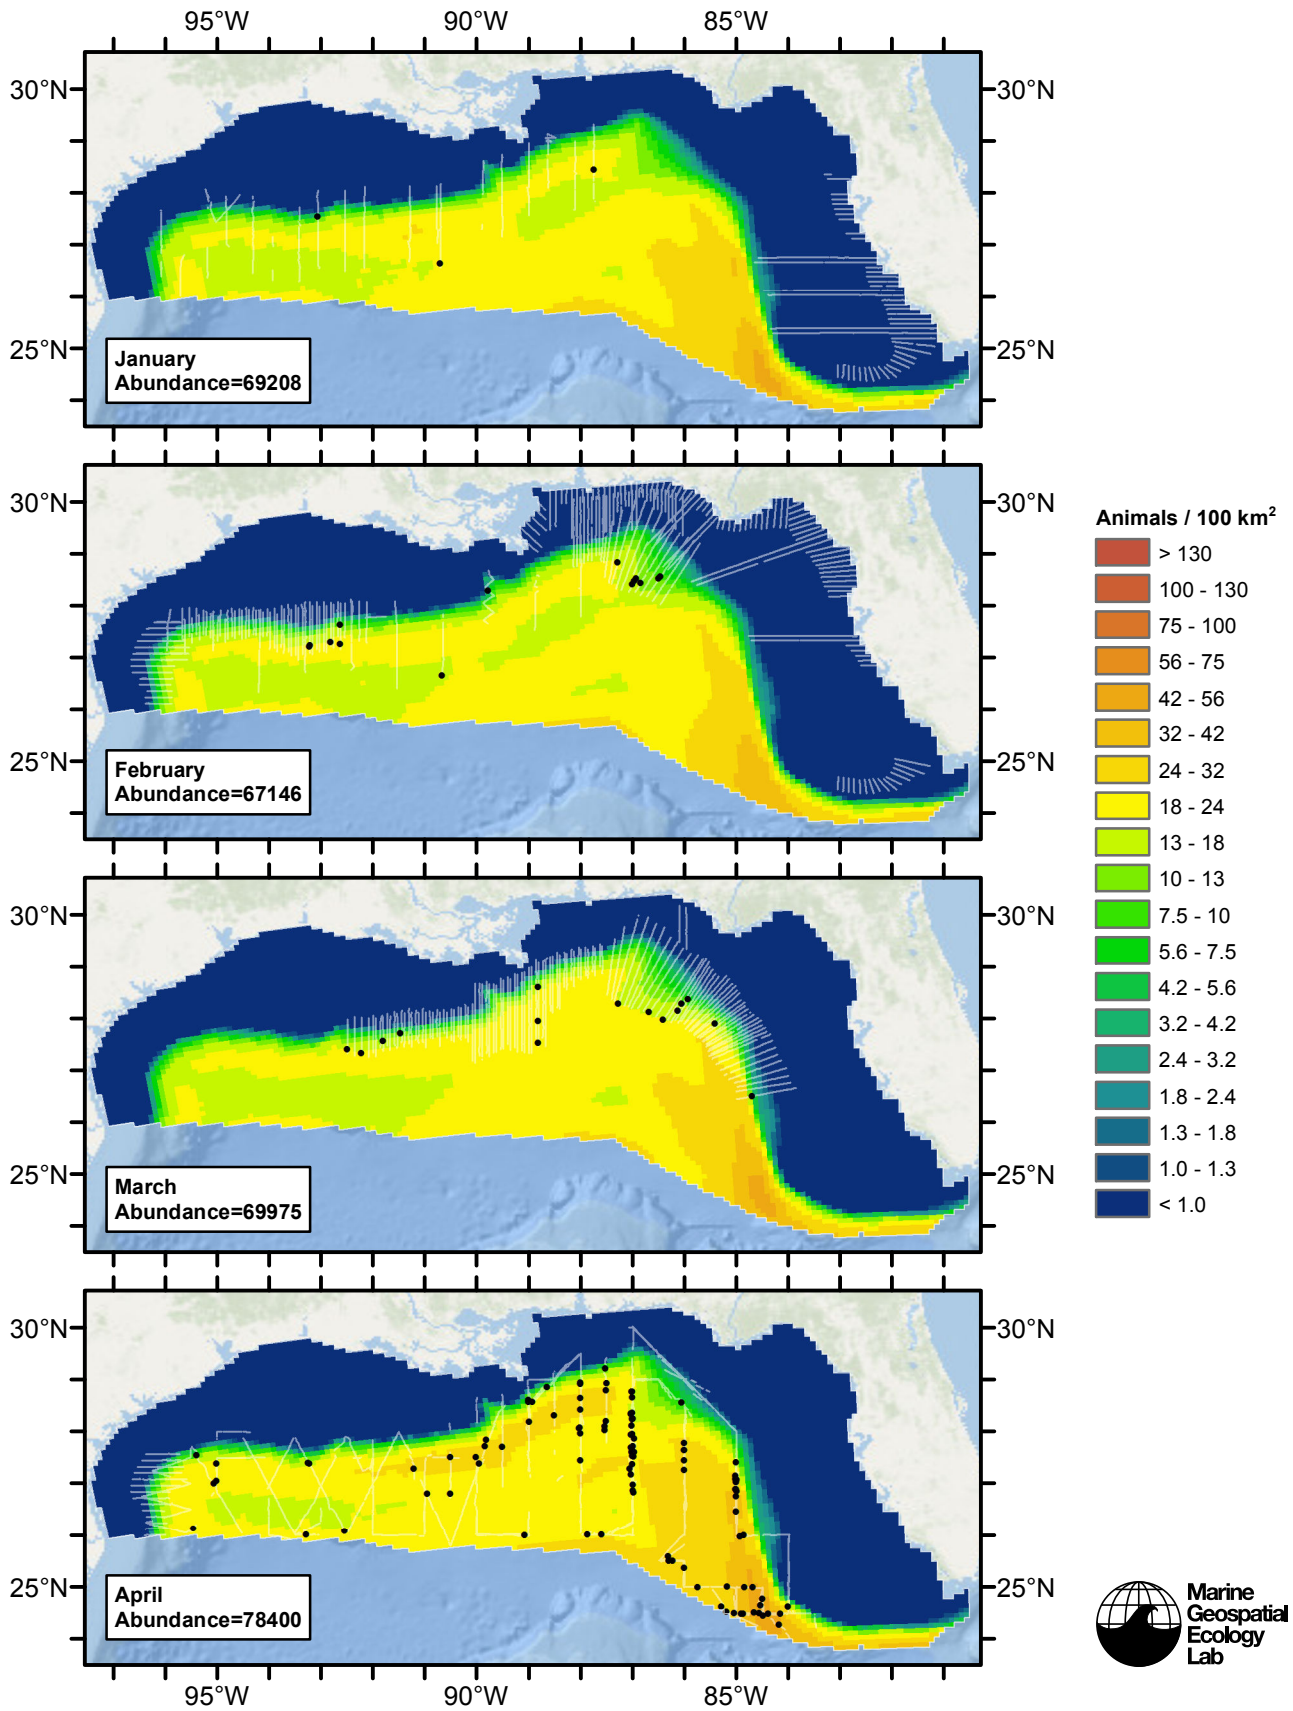 95°W 90°W 85°W
30°N 30°N
25°N 25°N
January
Abundance=69208
30°N 30°N
25°N 25°N
February
Abundance=67146
30°N 30°N
25°N 25°N
March
Abundance=69975
30°N 30°N
25°N 25°N
April
Abundance=78400
95°W 90°W 85°W
Animals / 100 km²
> 130
100 - 130
75 - 100
56 - 75
42 - 56
32 - 42
24 - 32
18 - 24
13 - 18
10 - 13
7.5 - 10
5.6 - 7.5
4.2 - 5.6
3.2 - 4.2
2.4 - 3.2
1.8 - 2.4
1.3 - 1.8
1.0 - 1.3
< 1.0
Marine
Geospatial
Ecology
Lab